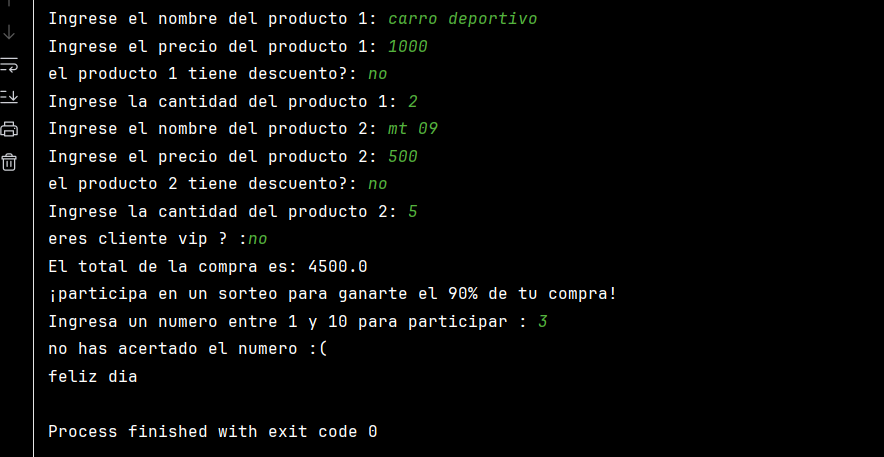 Ingrese el nombre del producto 1: carro deportivo
Ingrese el precio del producto 1: 1000
el producto 1 tiene descuento?: no
Ingrese la cantidad del producto 1: 2
Ingrese el nombre del producto 2: mt 09
Ingrese el precio del producto 2: 500
el producto 2 tiene descuento?: no
Ingrese la cantidad del producto 2: 5
eres cliente vip ? :no
El total de la compra es: 4500.0
¡participa en un sorteo para ganarte el 90% de tu compra!
Ingresa un numero entre 1 y 10 para participar : 3
no has acertado el numero :(
feliz dia
Process finished with exit code 0